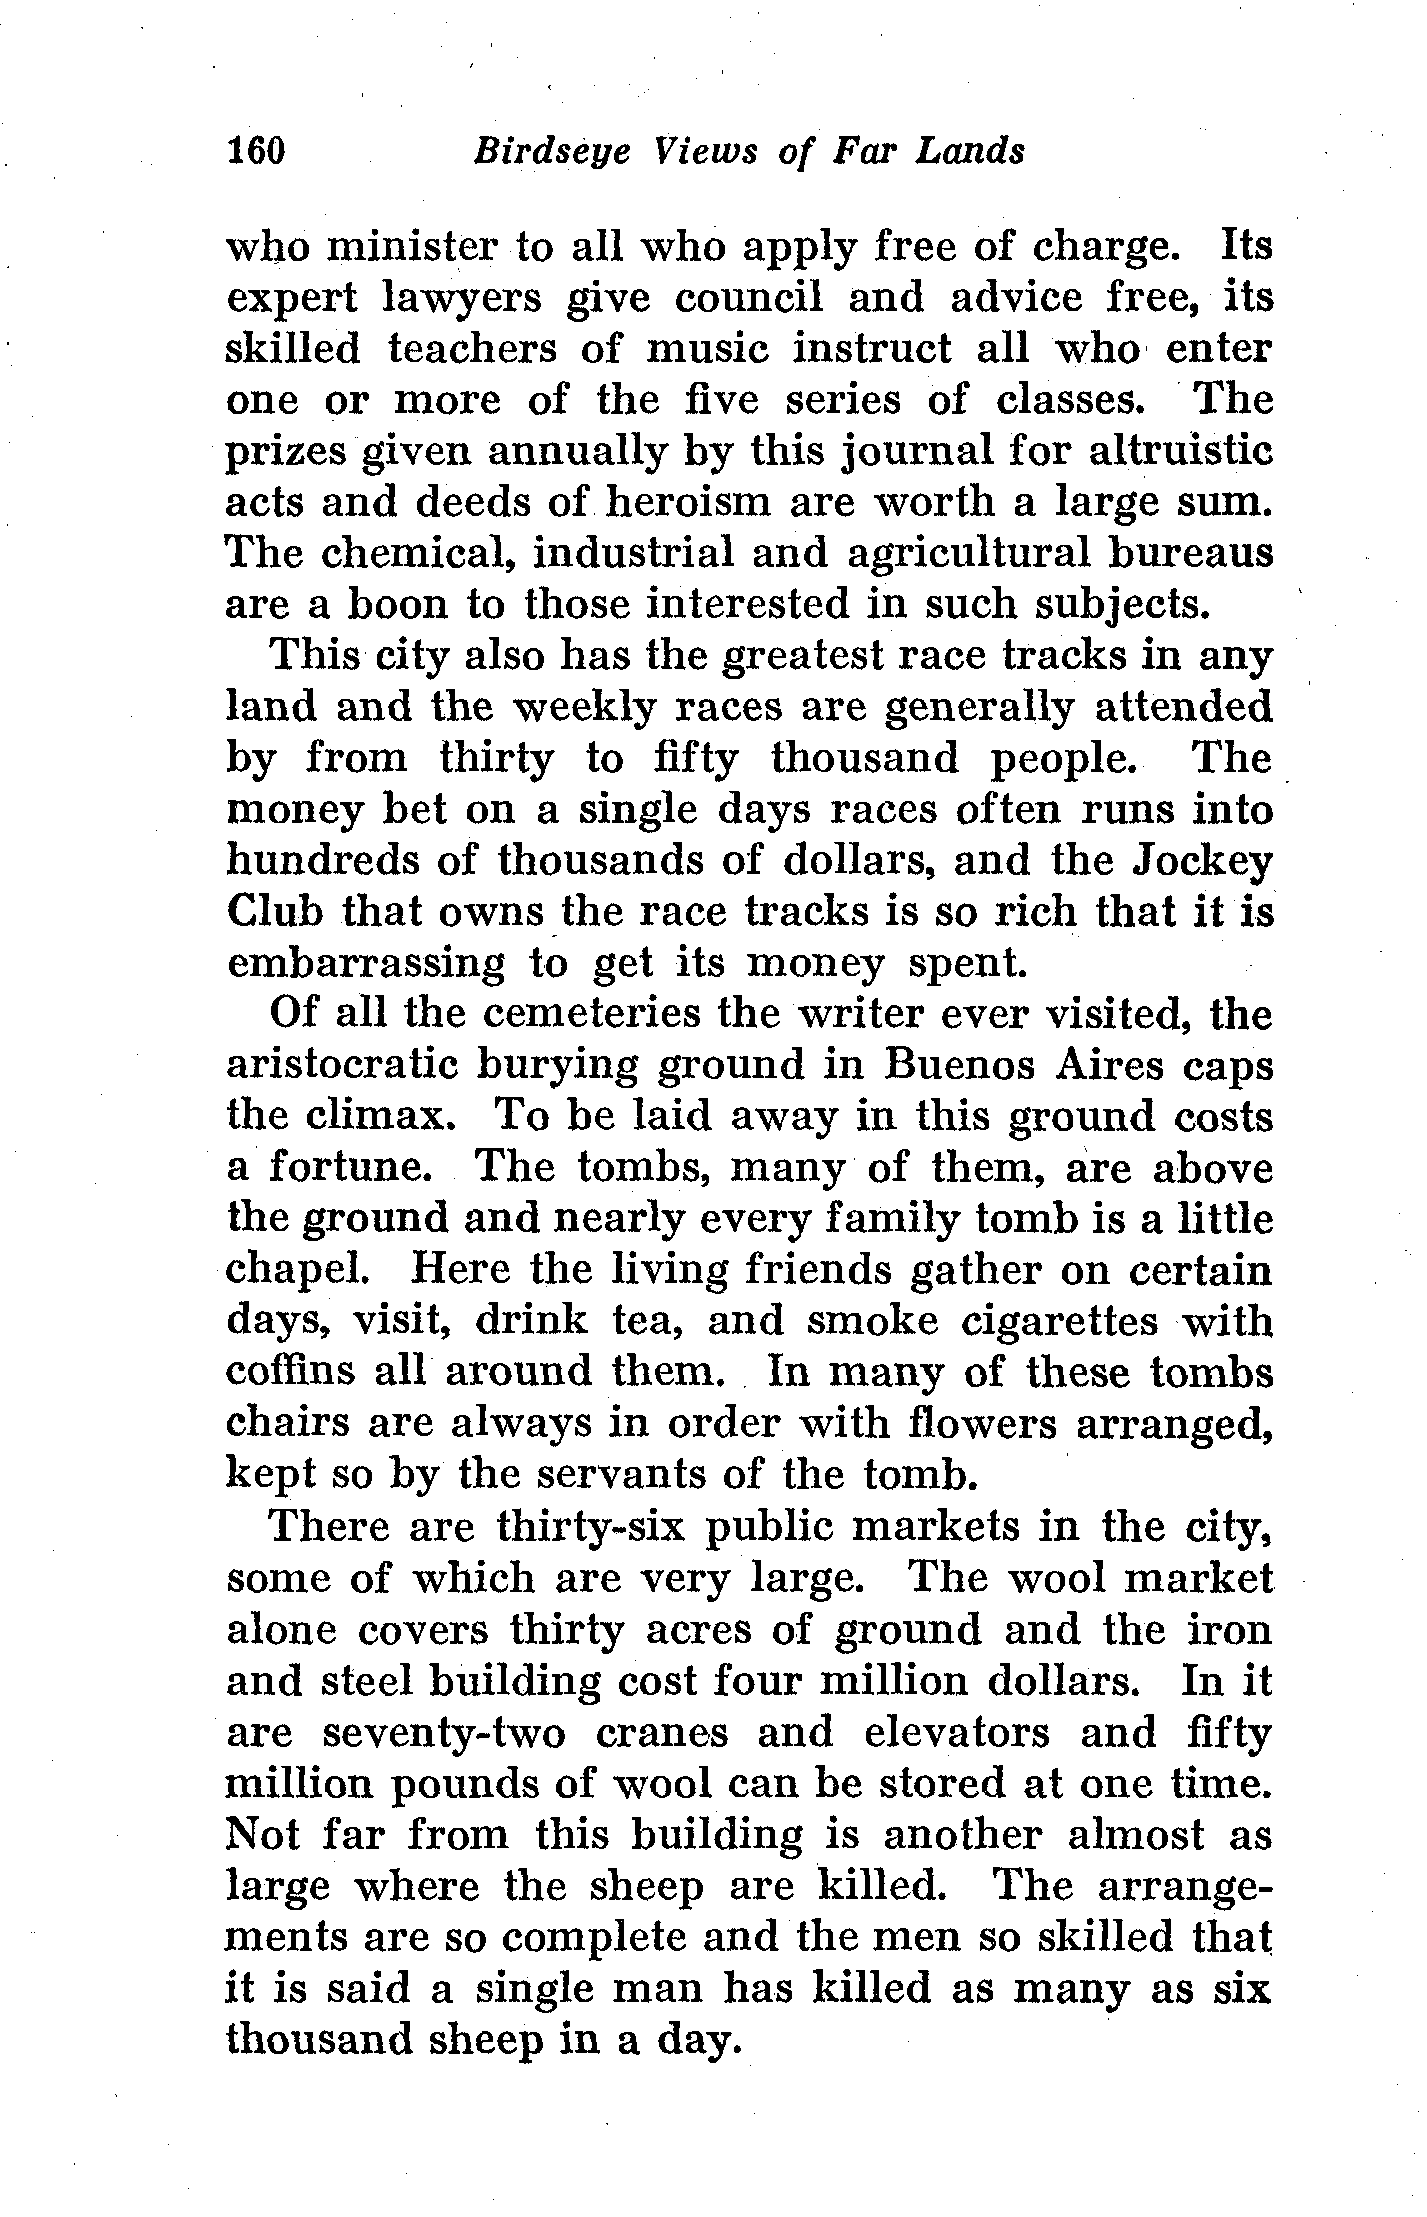 160 Birdseye Views of Far Lands
who minister to all who apply free of charge. Its
expert lawyers give council and advice free, its
skilled teachers of music instruct all who enter
one or more of the five series of classes. The
prizes given annually by this journal for altruistic
acts and deeds of heroism are worth a large sum.
The chemical, industrial and agricultural bureaus
are a boon to those interested in such subjects.
This city also has the greatest race tracks in any
land and the weekly races are generally attended
by from thirty to fifty thousand people. The
money bet on a single days races often runs into
hundreds of thousands of dollars, and the Jockey
Club that owns the race tracks is so rich that it is
embarrassing to get its money spent.
Of all the cemeteries the writer ever visited, the
aristocratic burying ground in Buenos Aires caps
the climax. To be laid away in this ground costs
a fortune. The tombs, many of them, are above
the ground and nearly every family tomb is a little
chapel. Here the living friends gather on certain
days, visit, drink tea, and smoke cigarettes with
coffins all around them. In many of these tombs
chairs are always in order with flowers arranged,
kept so by the servants of the tomb.
There are thirty-six public markets in the city,
some of which are very large. The wool market
alone covers thirty acres of ground and the iron
and steel building cost four million dollars. In it
are seventy-two cranes and elevators and fifty
million pounds of wool can be stored at one time.
Not far from this building is another almost as
large where the sheep are killed. The arrange-
ments are so complete and the men so skilled that
it is said a single man has killed as many as six
thousand sheep in a day.